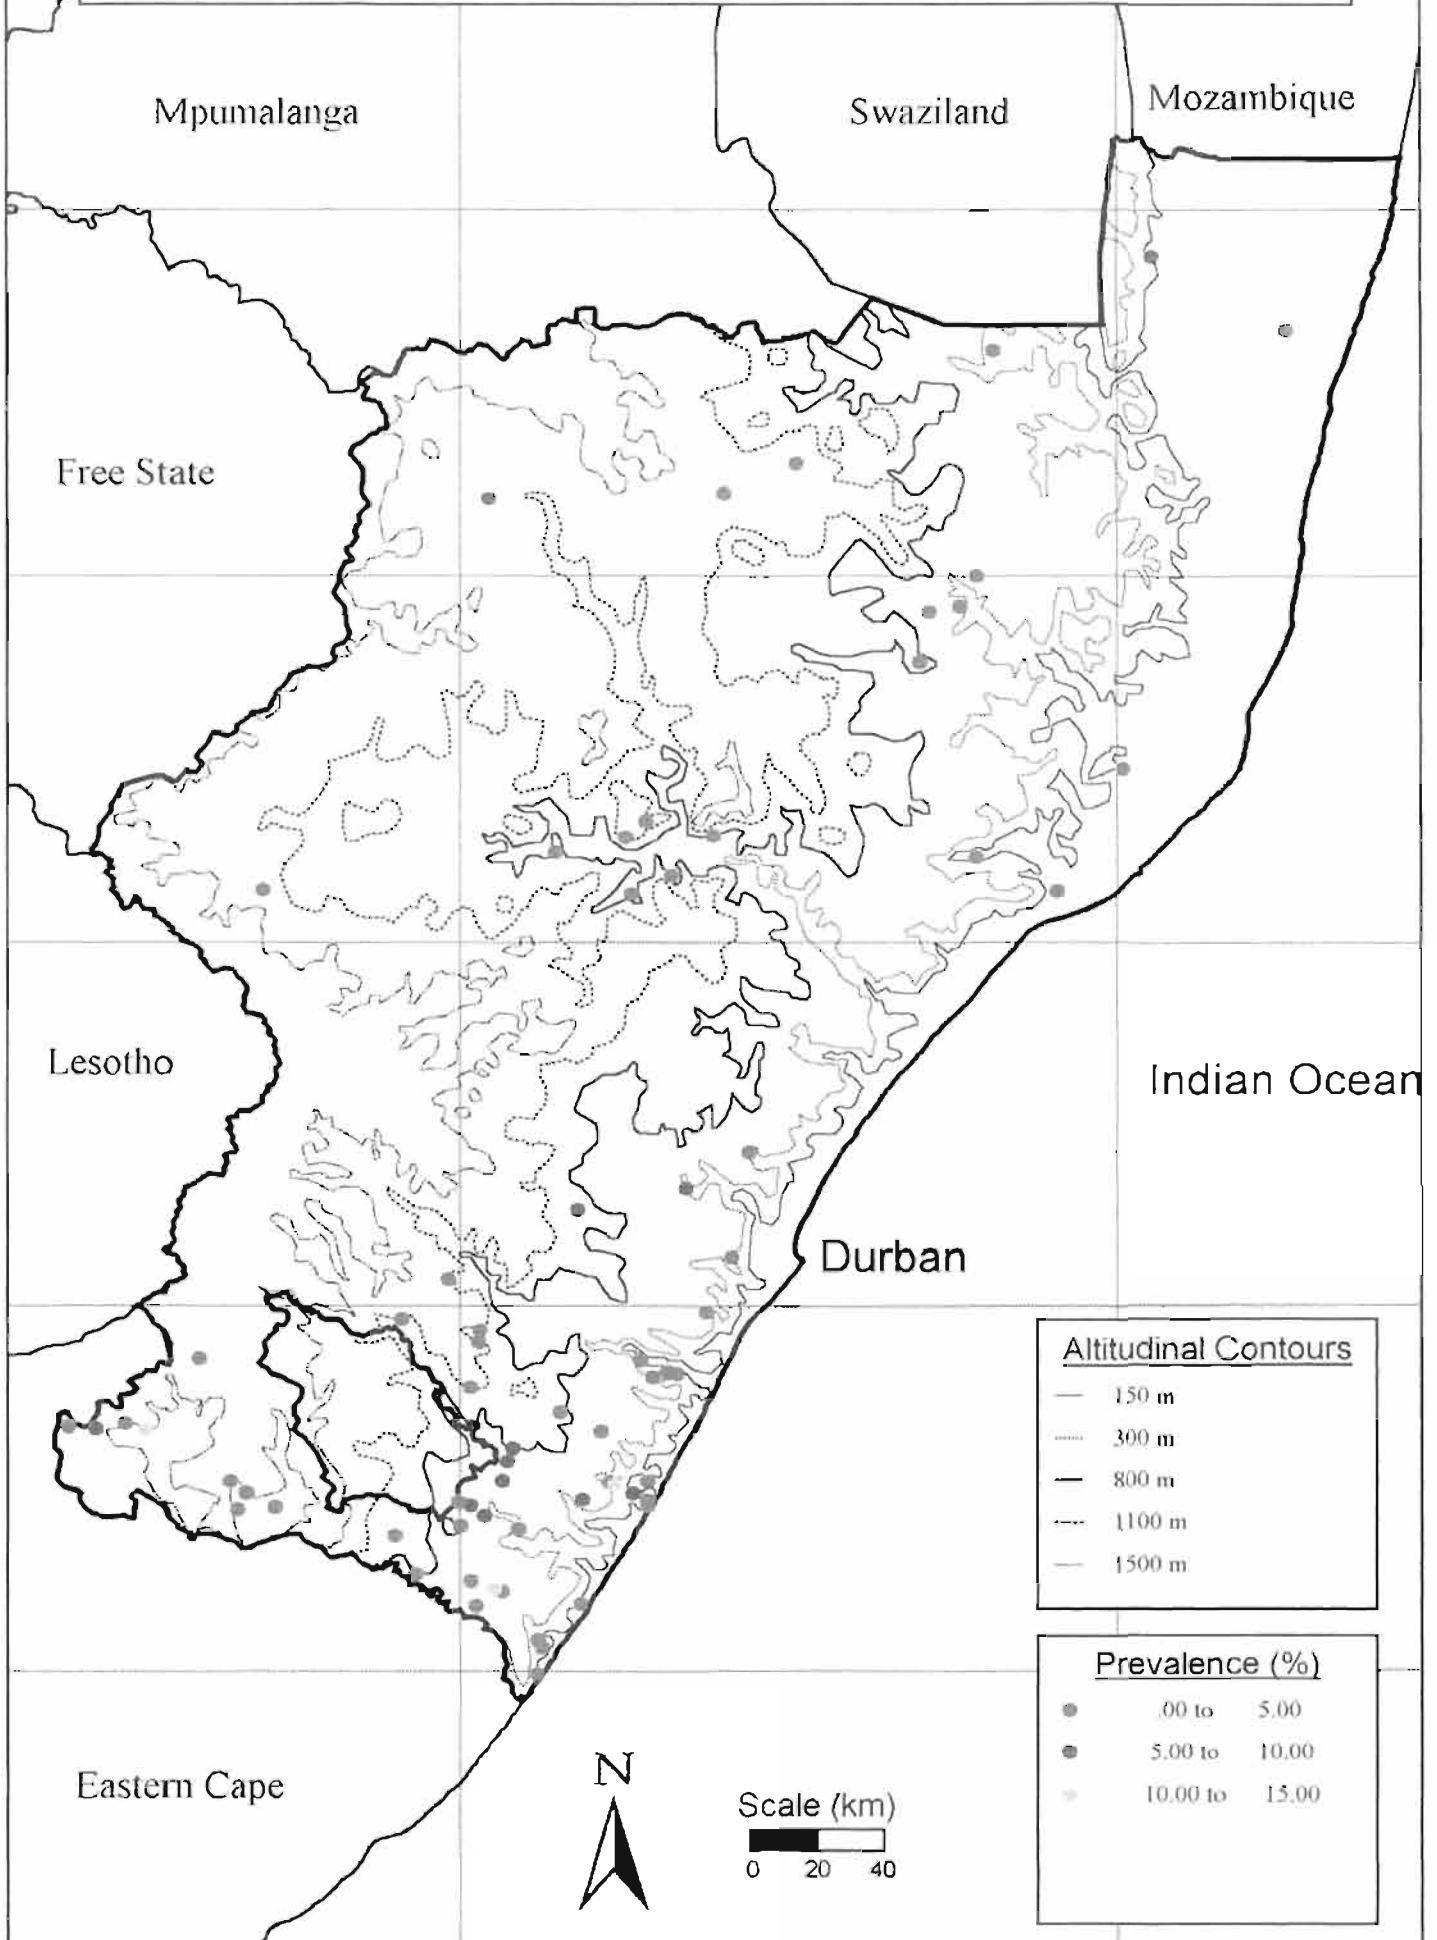 Mpumalanga
Swaziland
Mozambique
Free State
Lesotho
Indian Ocean
Durban
Altitudinal Contours
150 m
300 m
800 m
1100 m
1500 m
Prevalence (%)
.00 to 5.00
5.00 to 10.00
10.00 to 15.00
Eastern Cape
N
Scale (km)
0 20 40